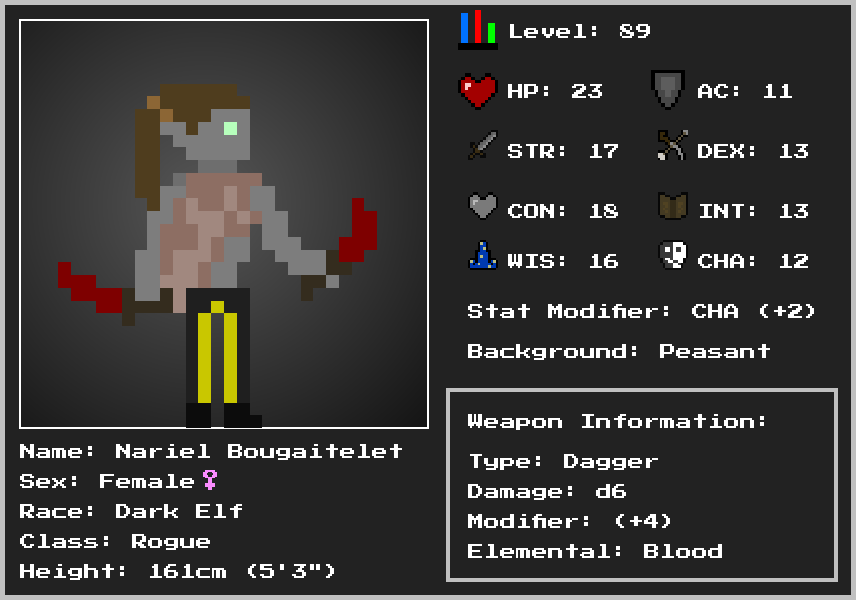 Level: 89
HP: 23
AC: 11
STR: 17
DEX: 13
CON: 18
INT: 13
WIS: 16
CHA: 12
Stat Modifier: CHA (+2)
Background: Peasant
Name: Nariel Bougaitelet
Sex: Female♀
Race: Dark Elf
Class: Rogue
Height: 161cm (5'3")
Weapon Information:
Type: Dagger
Damage: d6
Modifier: (+4)
Elemental: Blood